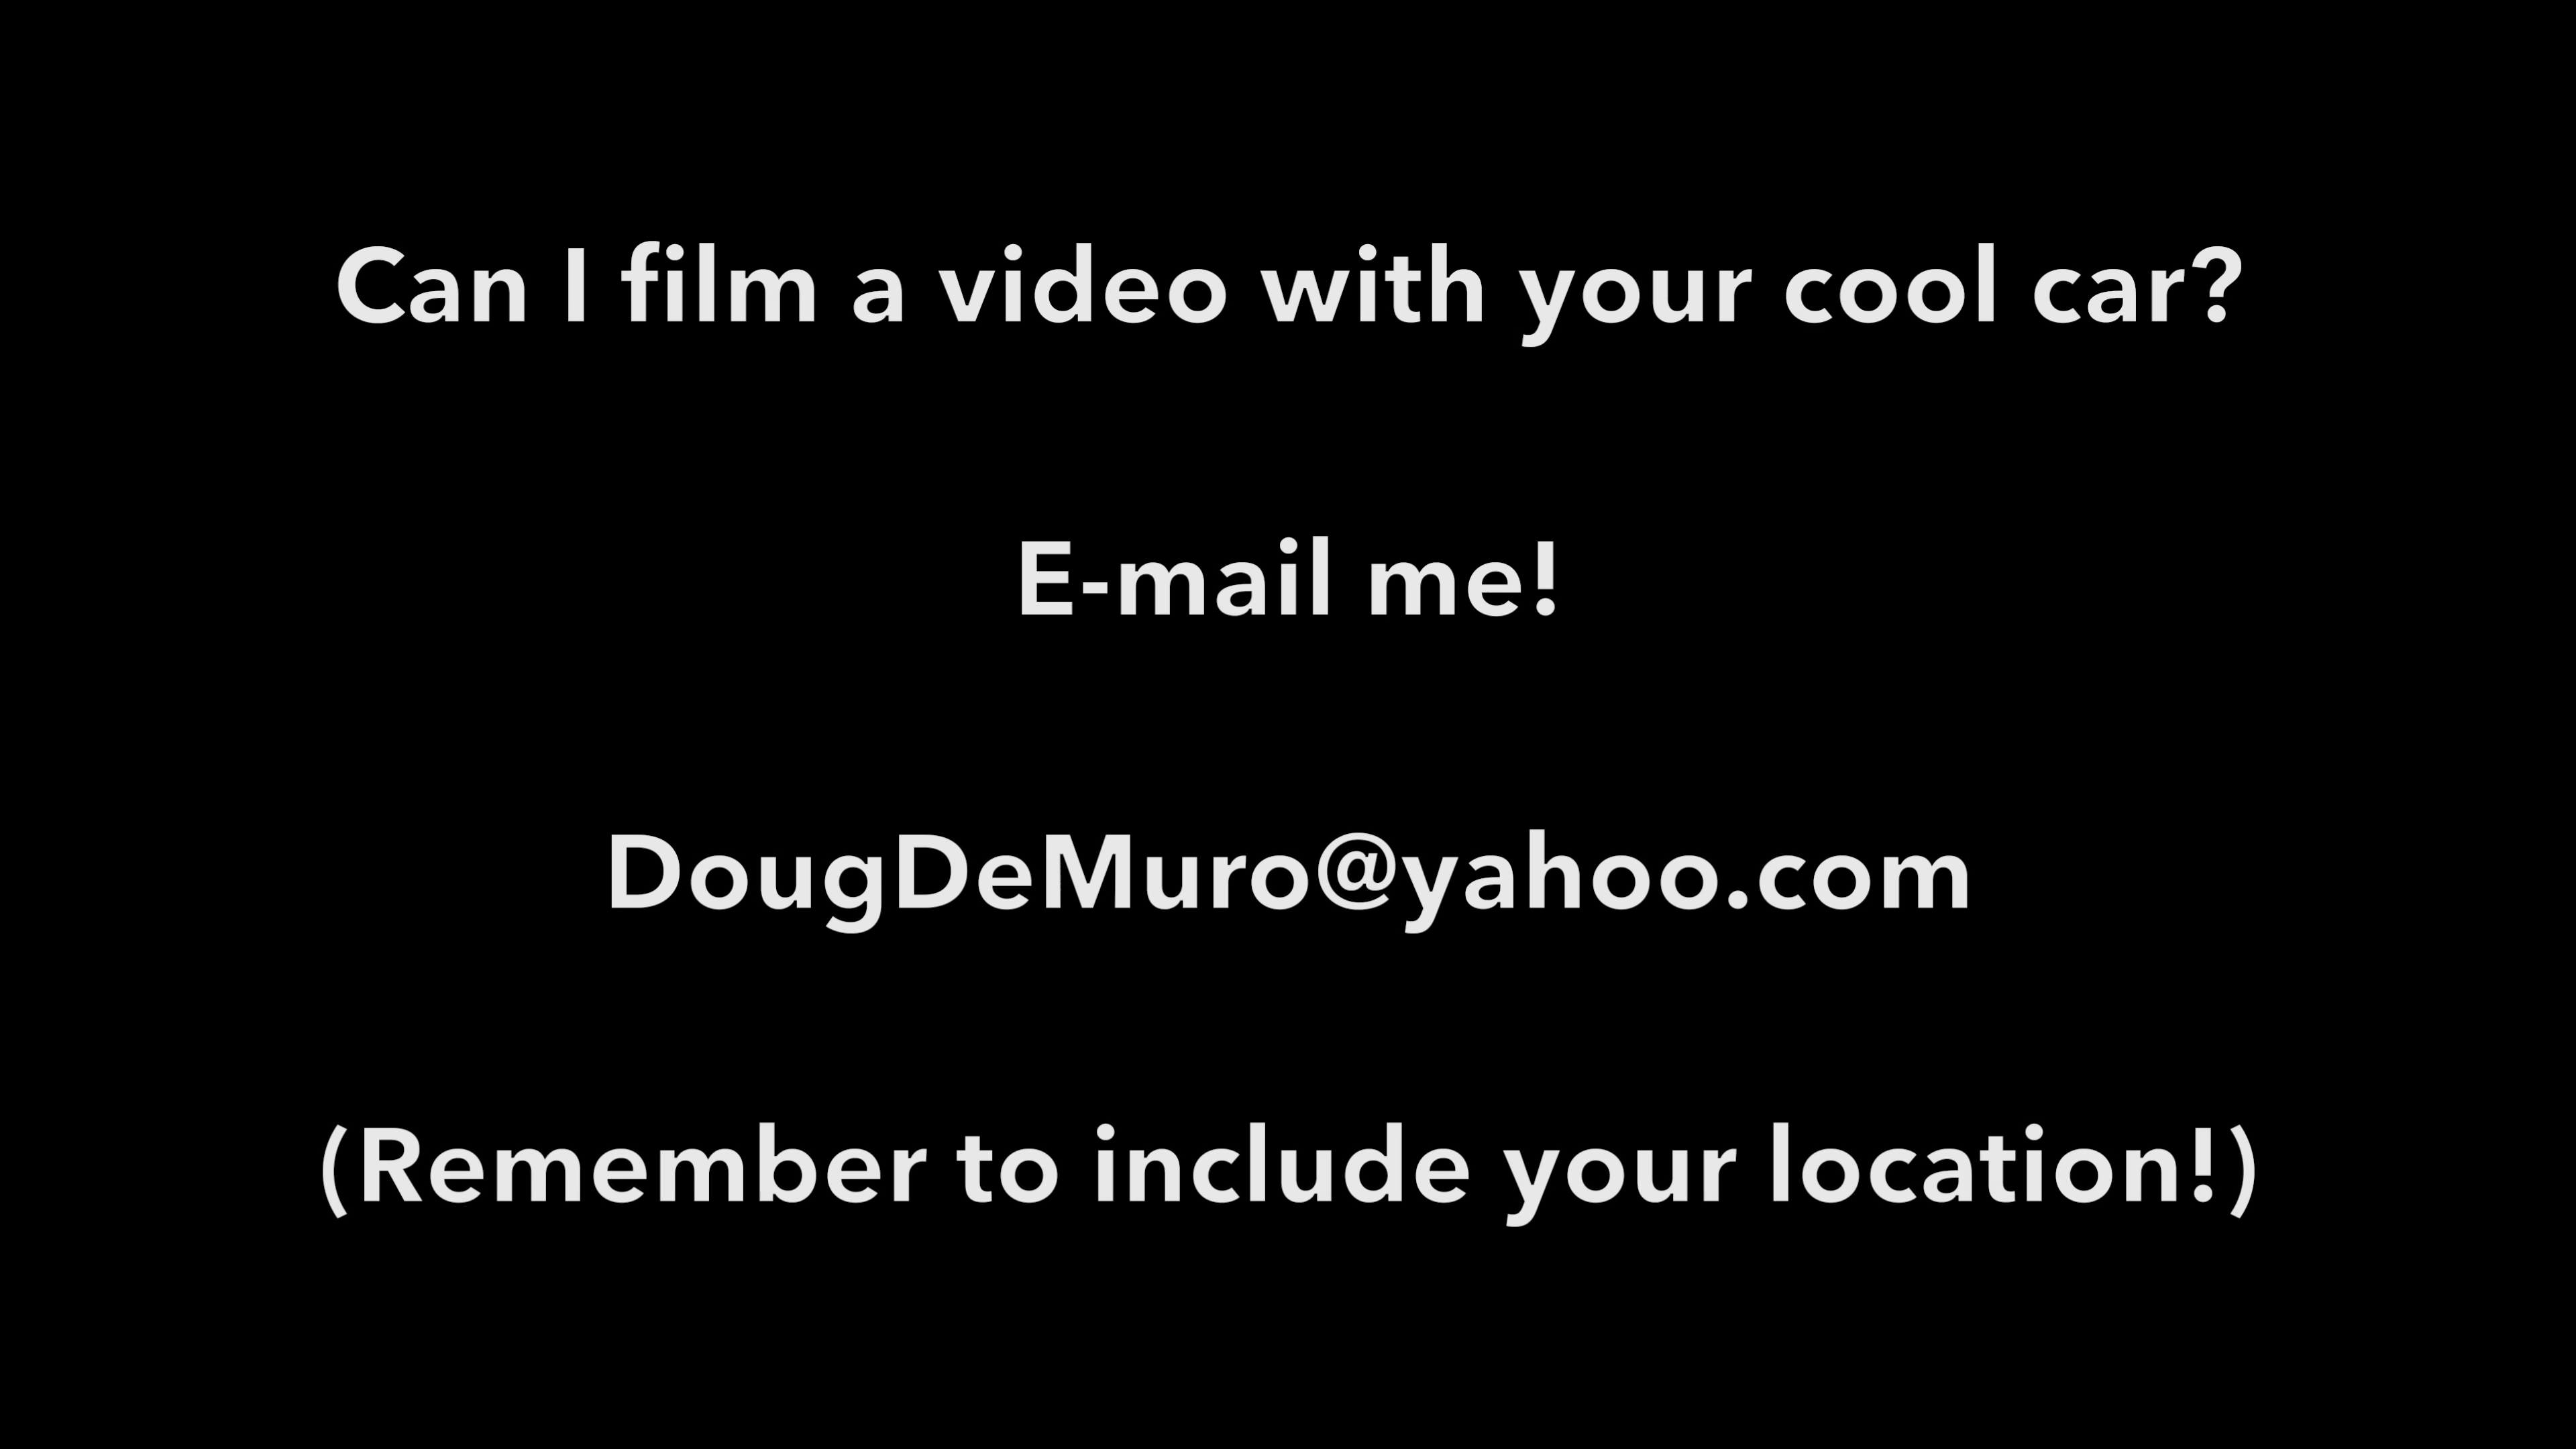 Can I film a video with your cool car?
E-mail me!
DougDeMuro@yahoo.com
(Remember to include your location!)